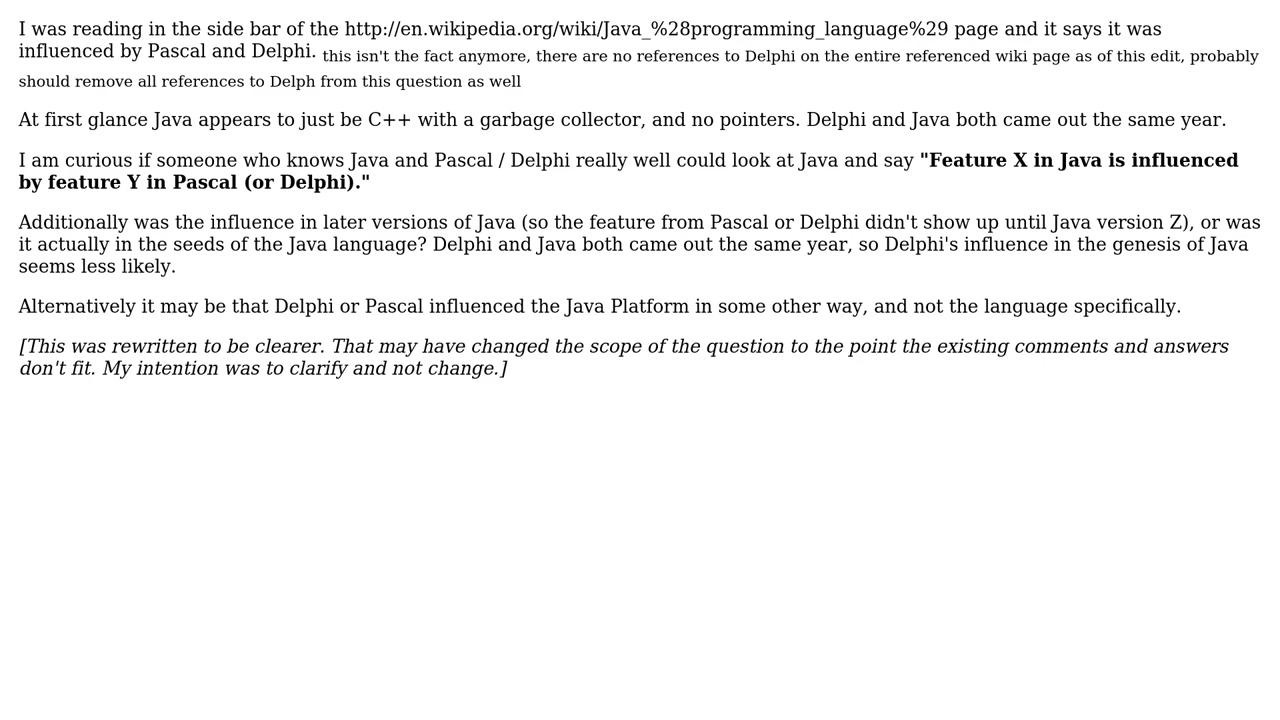 I was reading in the side bar of the http://en.wikipedia.org/wiki/Java_%28programming_language%29 page and it says it was
influenced by Pascal and Delphi. this isn't the fact anymore, there are no references to Delphi on the entire referenced wiki page as of this edit, probably
should remove all references to Delph from this question as well
At first glance Java appears to just be C++ with a garbage collector, and no pointers. Delphi and Java both came out the same year.
I am curious if someone who knows Java and Pascal / Delphi really well could look at Java and say "Feature X in Java is influenced
by feature Y in Pascal (or Delphi)."
Additionally was the influence in later versions of Java (so the feature from Pascal or Delphi didn't show up until Java version Z), or was
it actually in the seeds of the Java language? Delphi and Java both came out the same year, so Delphi's influence in the genesis of Java
seems less likely.
Alternatively it may be that Delphi or Pascal influenced the Java Platform in some other way, and not the language specifically.
[This was rewritten to be clearer. That may have changed the scope of the question to the point the existing comments and answers
don't fit. My intention was to clarify and not change.]